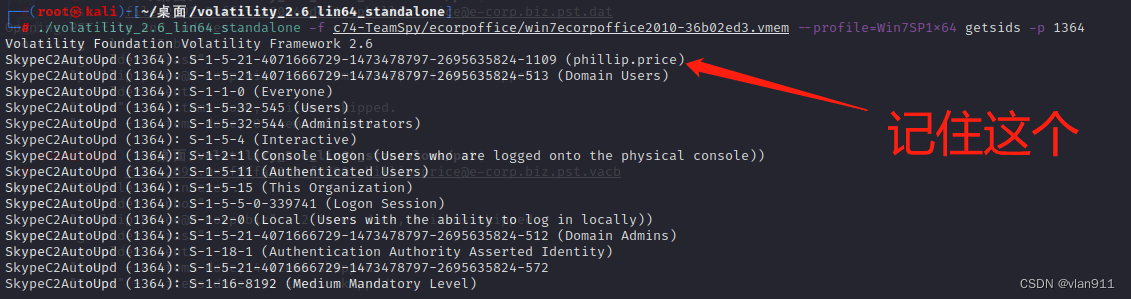 ┌──(root㉿kali)-[~/桌面/volatility_2.6_lin64_standalone]
└─# ./volatility_2.6_lin64_standalone -f c74-TeamSpy/ecorpoffice/win7ecorpoffice2010-36b02ed3.vmem --profile=Win7SP1×64 getsids -p 1364
Volatility Foundation Volatility Framework 2.6
SkypeC2AutoUpd (1364): S-1-5-21-4071666729-1473478797-2695635824-1109 (phillip.price)
SkypeC2AutoUpd (1364): S-1-5-21-4071666729-1473478797-2695635824-513 (Domain Users)
SkypeC2AutoUpd (1364): S-1-1-0 (Everyone)
SkypeC2AutoUpd (1364): S-1-5-32-545 (Users)
SkypeC2AutoUpd (1364): S-1-5-32-544 (Administrators)
SkypeC2AutoUpd (1364): S-1-5-4 (Interactive)
SkypeC2AutoUpd (1364): S-1-2-1 (Console Logon (Users who are logged onto the physical console))
SkypeC2AutoUpd (1364): S-1-5-11 (Authenticated Users)
SkypeC2AutoUpd (1364): S-1-5-15 (This Organization)
SkypeC2AutoUpd (1364): S-1-5-5-0-339741 (Logon Session)
SkypeC2AutoUpd (1364): S-1-2-0 (Local (Users with the ability to log in locally))
SkypeC2AutoUpd (1364): S-1-5-21-4071666729-1473478797-2695635824-512 (Domain Admins)
SkypeC2AutoUpd (1364): S-1-18-1 (Authentication Authority Asserted Identity)
SkypeC2AutoUpd (1364): S-1-5-21-4071666729-1473478797-2695635824-572
SkypeC2AutoUpd (1364): S-1-16-8192 (Medium Mandatory Level)
记住这个
CSDN @vlan911